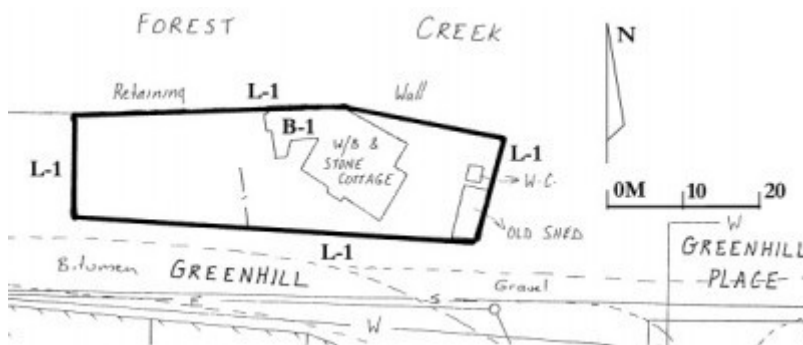 FOREST CREEK
N
Retaining L-1 Wall
B-1
W/B &
STONE
COTTAGE
L-1
L-1
W.C.
0M 10 20
OLD SHED
W
L-1
GREENHILL
PLACE
Bitumen GREENHILL
Gravel
E S
W